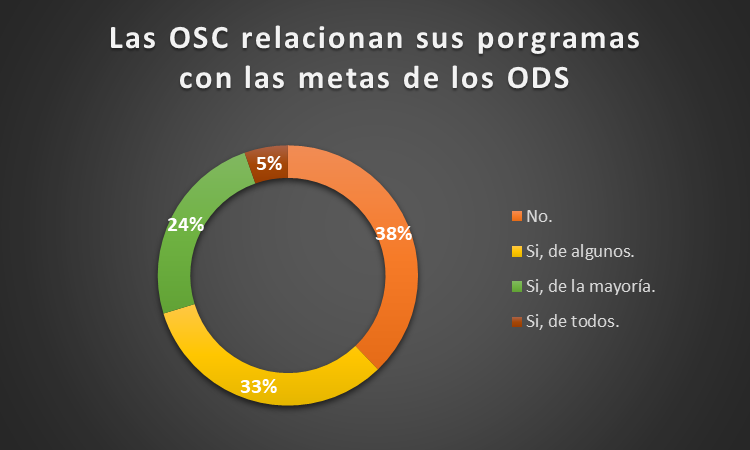 Las OSC relacionan sus porgramas
con las metas de los ODS
5%
38%
24%
33%
No.
Si, de algunos.
Si, de la mayoría.
Si, de todos.